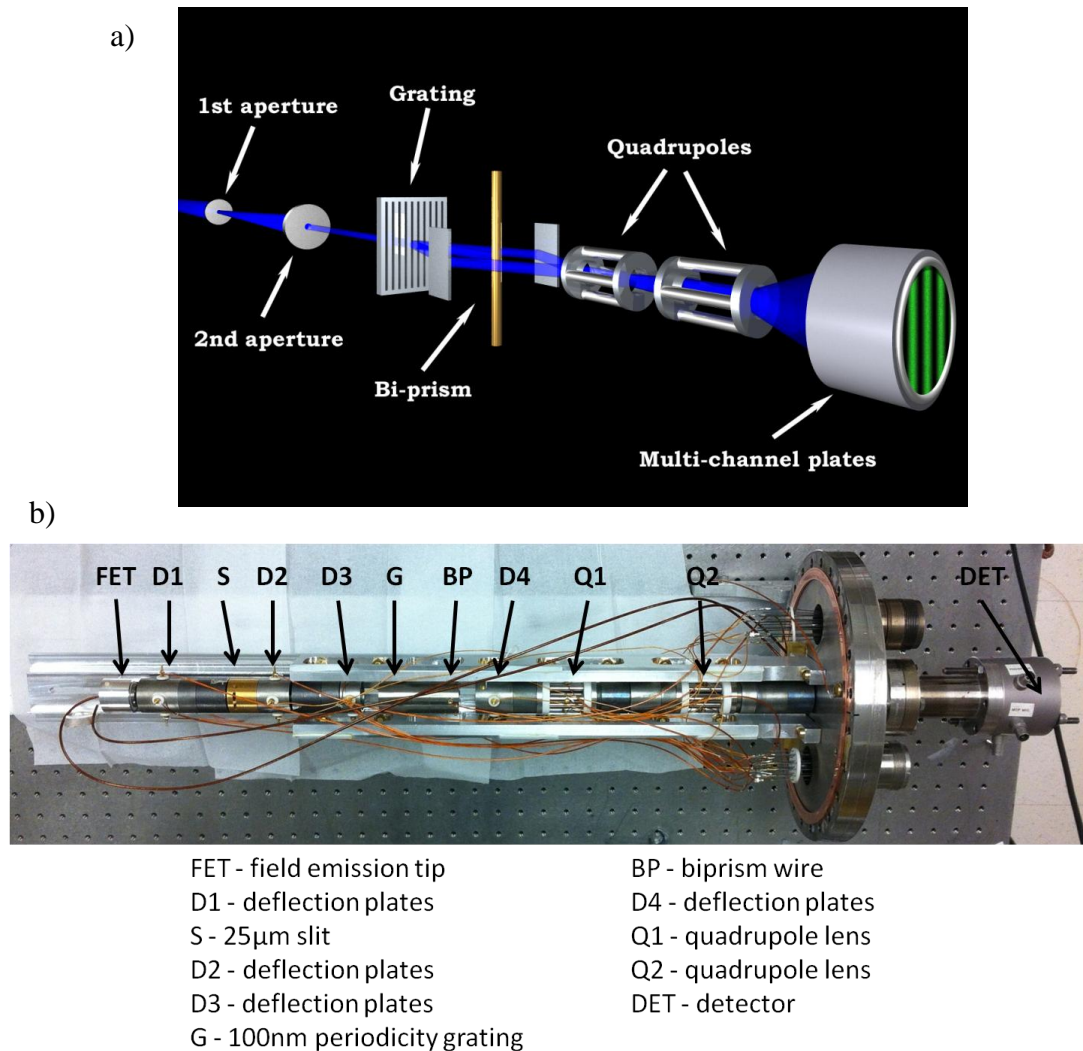 a)
Grating
1st aperture
Quadrupoles
2nd aperture
Bi-prism
Multi-channel plates
b)
FET D1 S D2 D3 G BP D4 Q1 Q2 DET
FET - field emission tip
D1 - deflection plates
S - 25µm slit
D2 - deflection plates
D3 - deflection plates
G - 100nm periodicity grating
BP - biprism wire
D4 - deflection plates
Q1 - quadrupole lens
Q2 - quadrupole lens
DET - detector